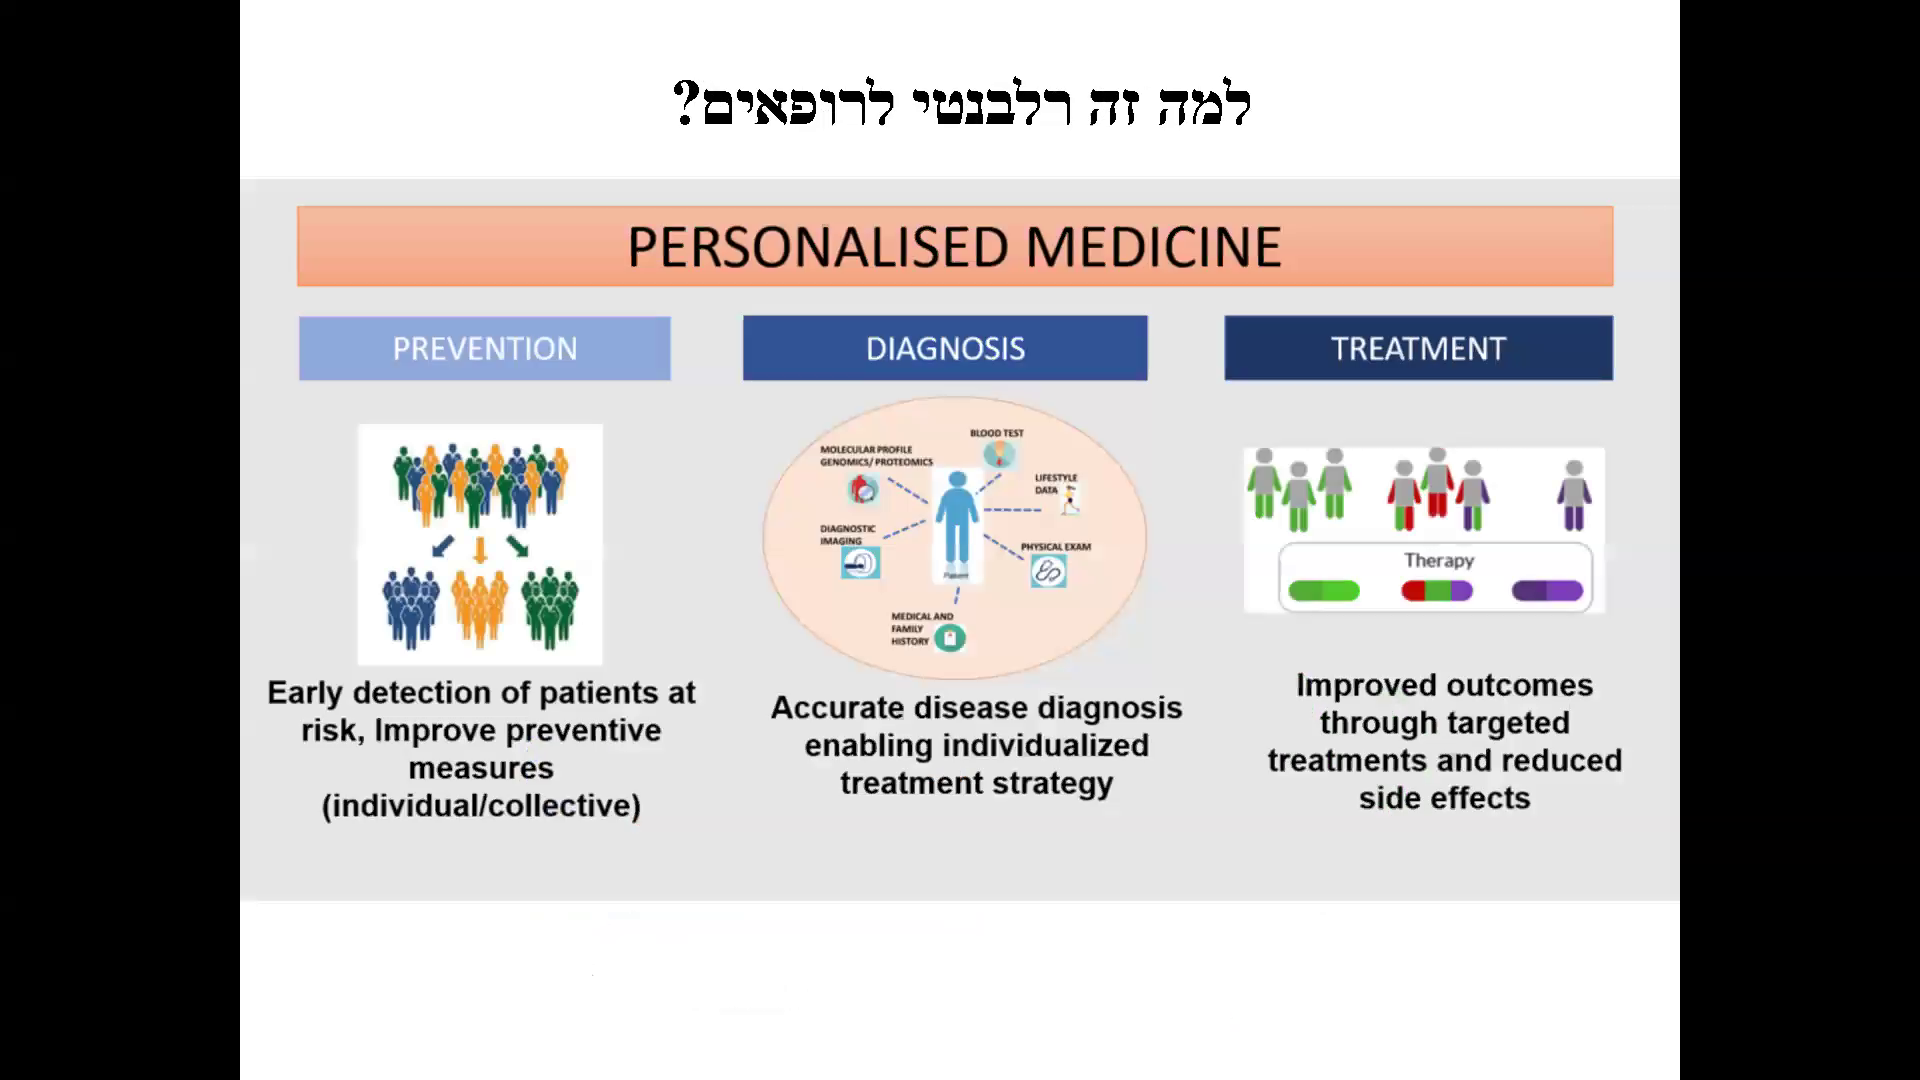 למה זה רלבנטי לרופאים?
PERSONALISED MEDICINE
PREVENTION
Early detection of patients at
risk, Improve preventive
measures
(individual/collective)
DIAGNOSIS
BLOOD TEST
MOLECULAR PROFILE
GENOMICS/ PROTEOMICS
LIFESTYLE
DATA
DIAGNOSTIC
IMAGING
PHYSICAL EXAM
Patient
MEDICAL AND
FAMILY
HISTORY
Accurate disease diagnosis
enabling individualized
treatment strategy
TREATMENT
Therapy
Improved outcomes
through targeted
treatments and reduced
side effects